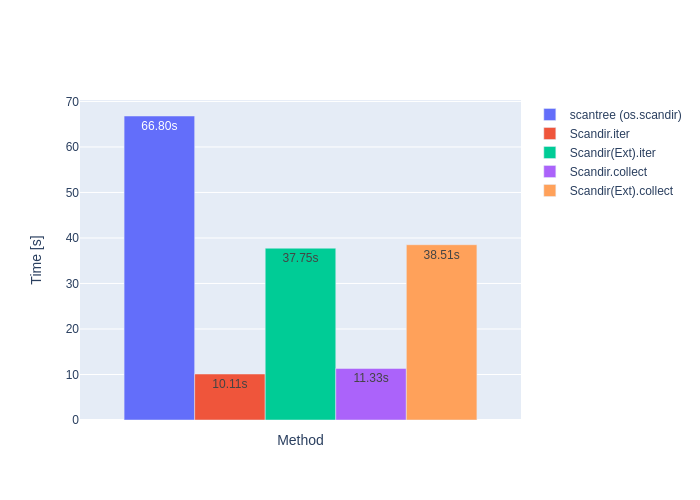 70
60
50
40
30
20
10
0
Time [s]
66.80s
10.11s
37.75s
11.33s
38.51s
Method
scantree (os.scandir)
Scandir.iter
Scandir(Ext).iter
Scandir.collect
Scandir(Ext).collect